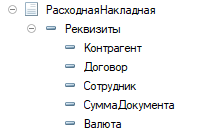 РасходнаяНакладная
Реквизиты
Контрагент
Договор
Сотрудник
СуммаДокумента
Валюта